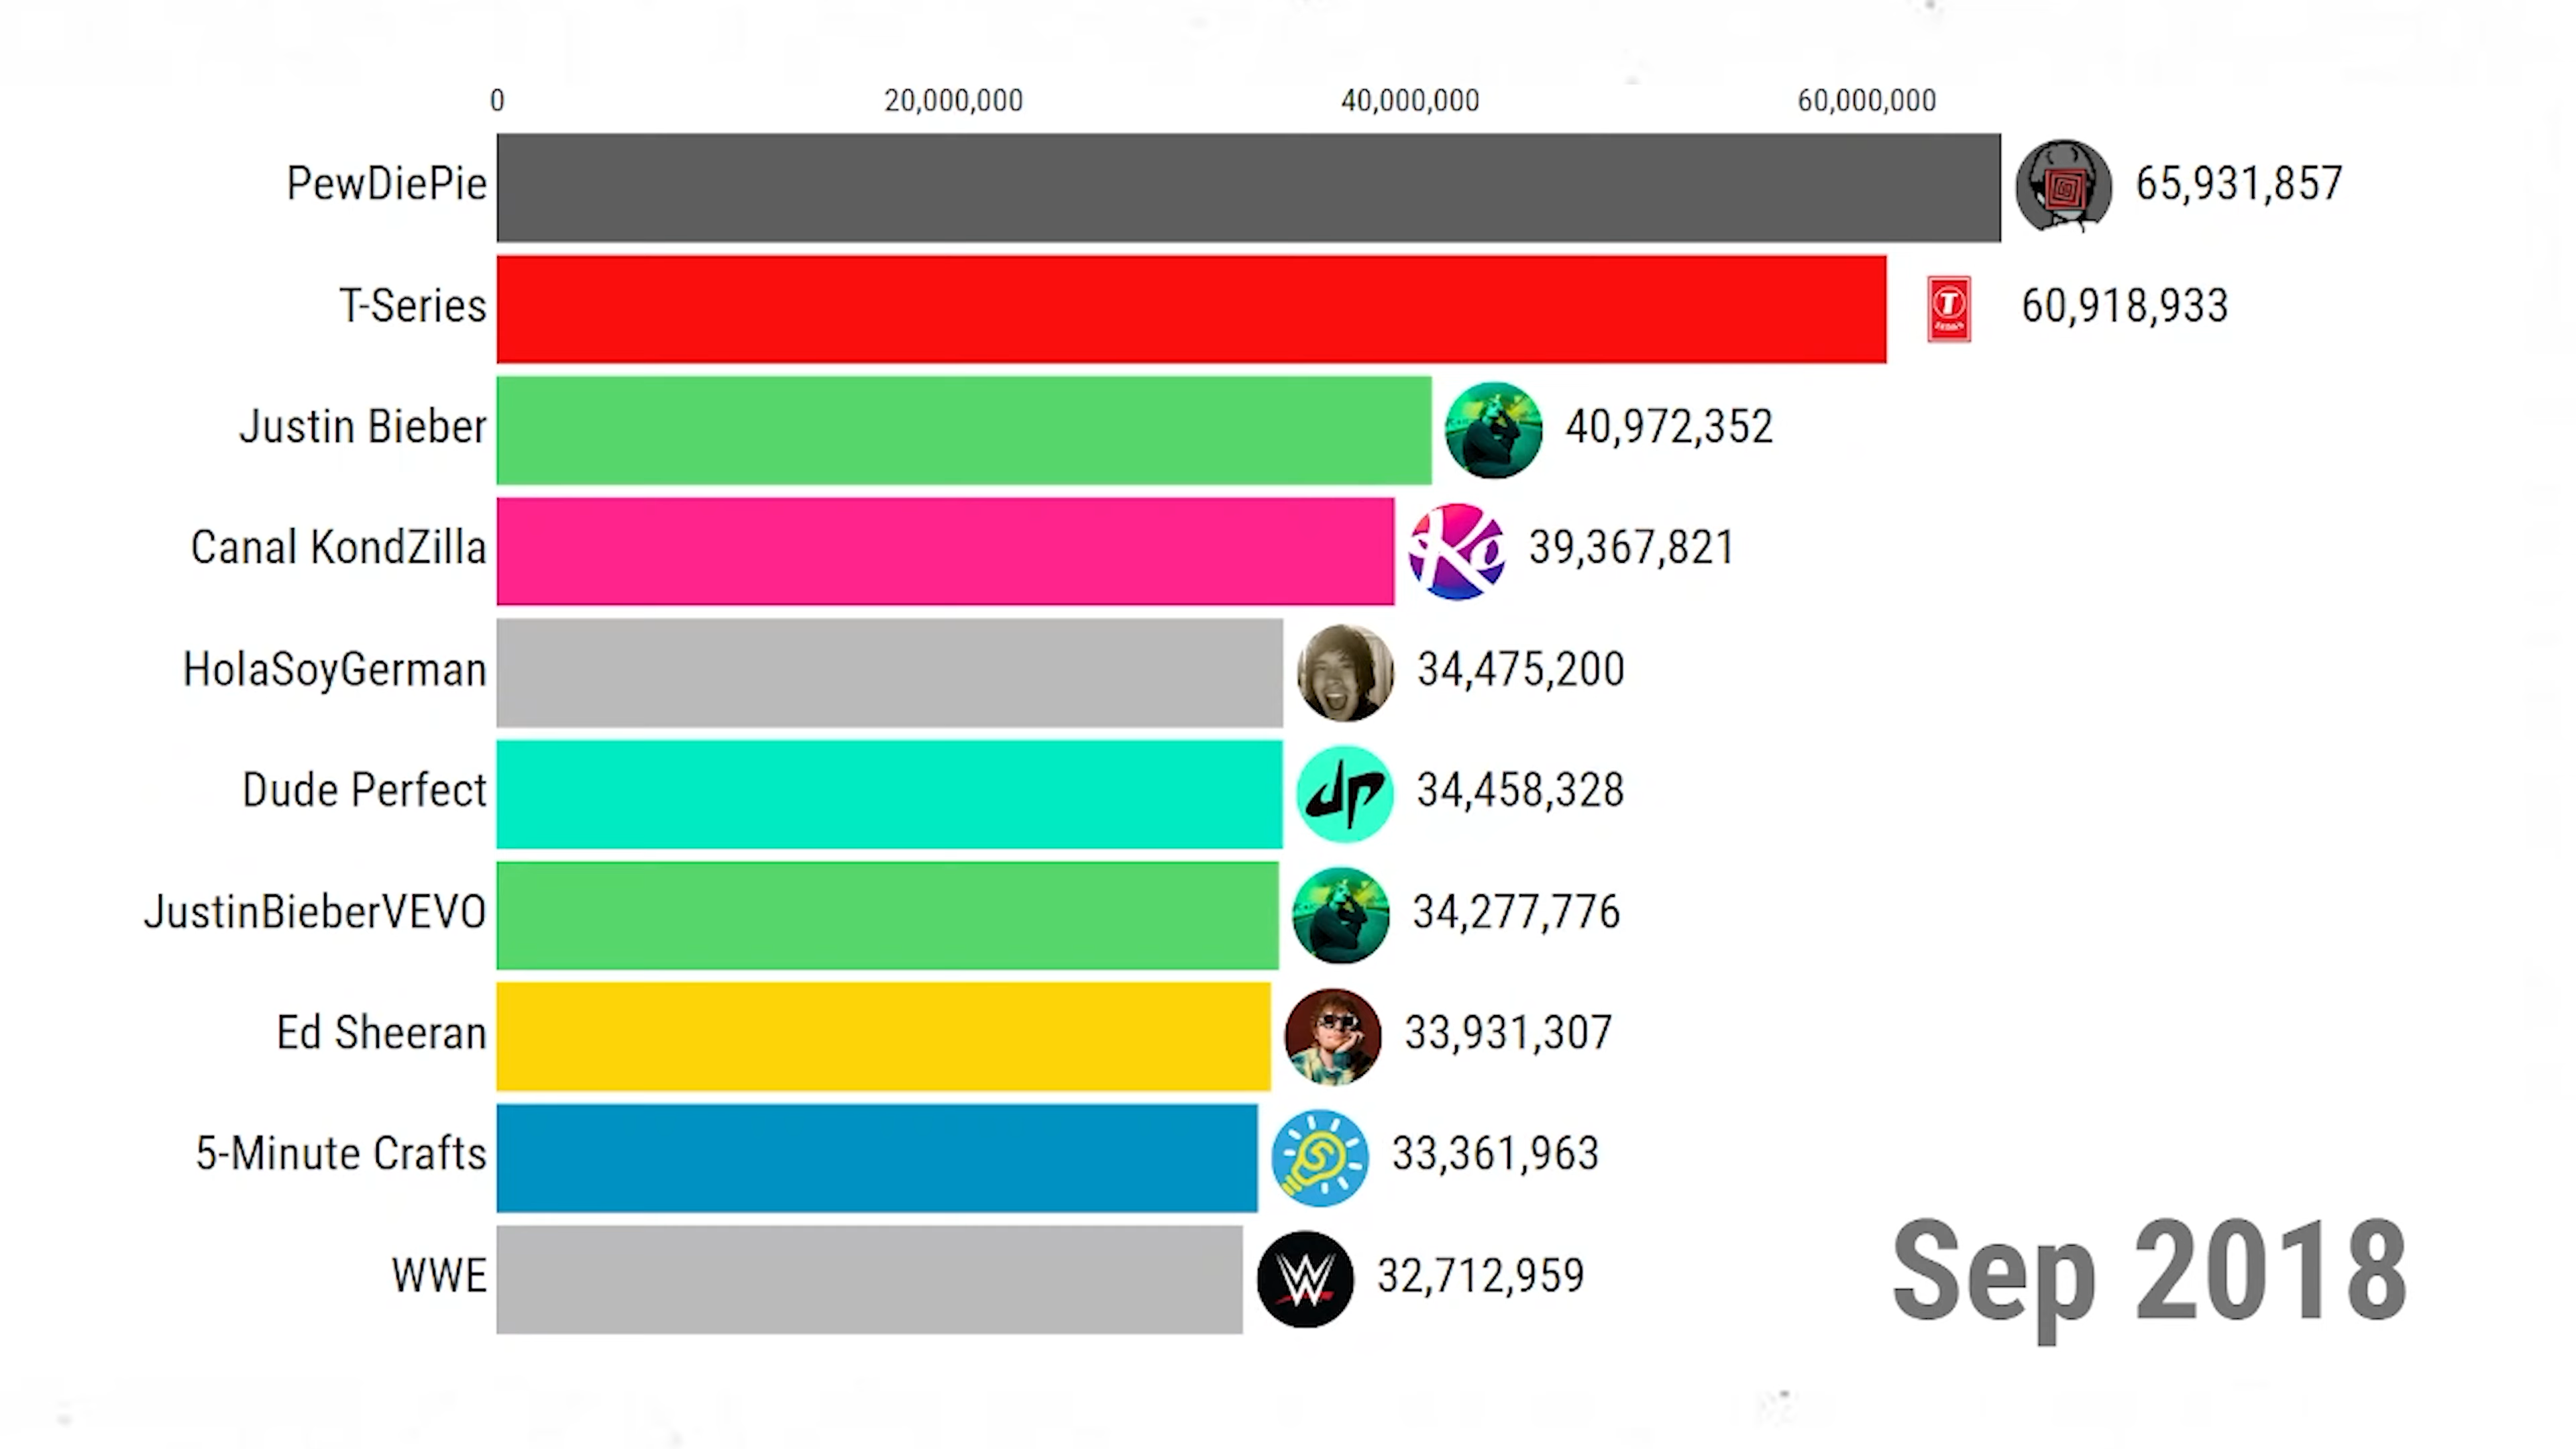 0 20,000,000 40,000,000 60,000,000
PewDiePie 65,931,857
T-Series T 60,918,933
Justin Bieber 40,972,352
Canal KondZilla Ko 39,367,821
HolaSoyGerman 34,475,200
Dude Perfect dp 34,458,328
JustinBieberVEVO 34,277,776
Ed Sheeran 33,931,307
5-Minute Crafts 5 33,361,963
WWE W 32,712,959
Sep 2018